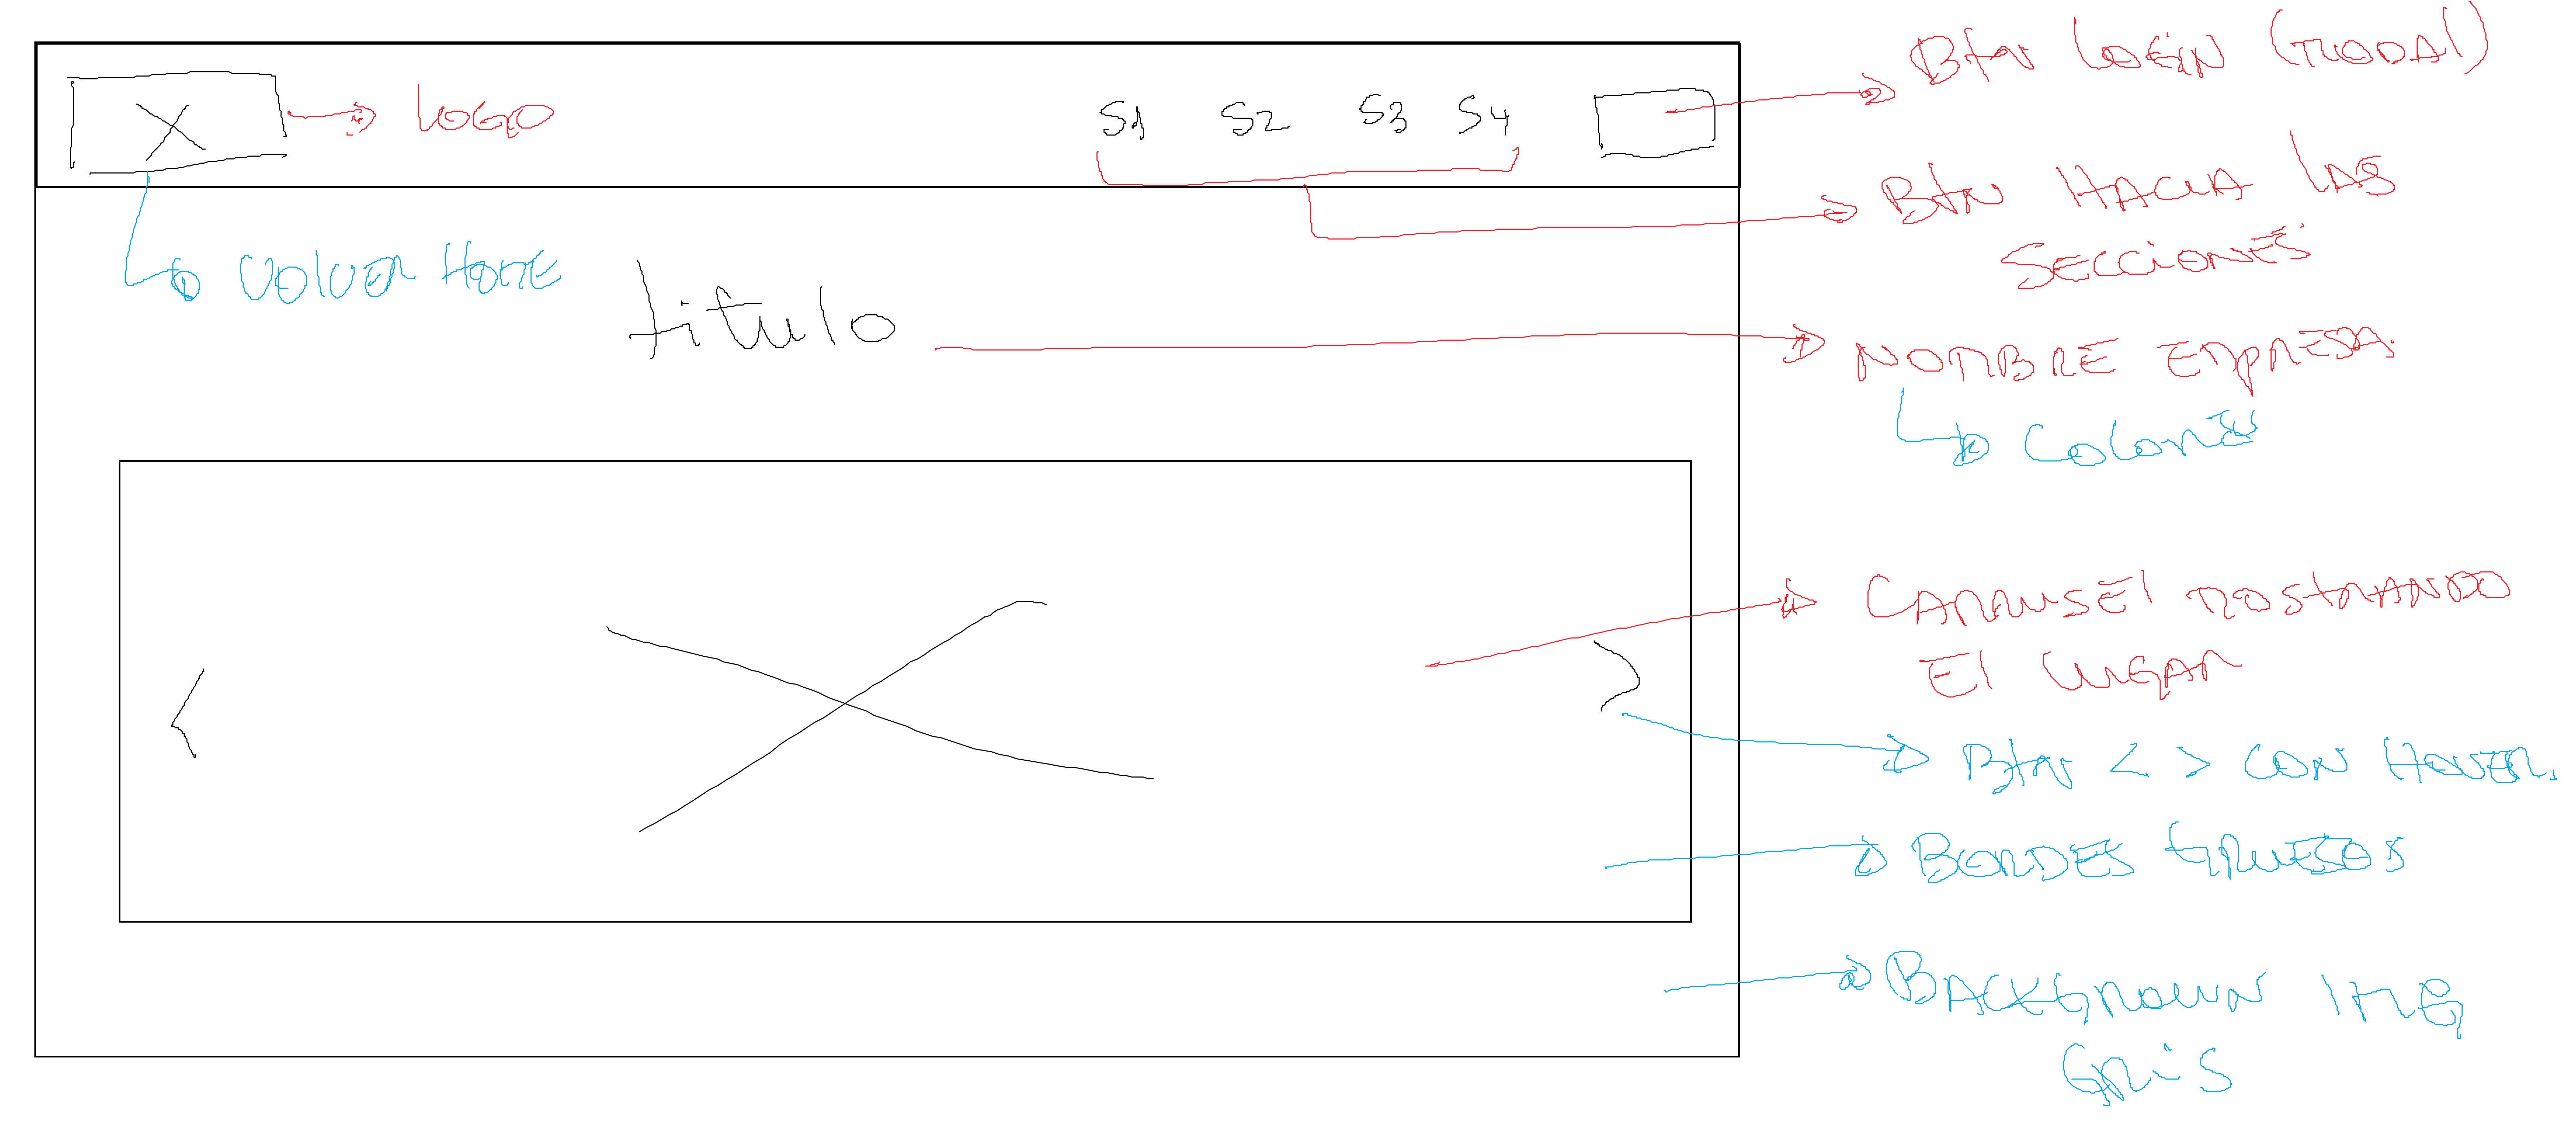 LOGO
S1 S2 S3 S4
BTN LOGIN (MODAL)
BTN HACIA LAS
SECCIONES
VOLVER HOME
titulo
NOMBRE EMPRESA
COLORES
CARRUSEL MOSTRANDO
EL LUGAR
BTN < > CON HOVER.
BORDES GRUESOS
BACKGROWN IMG
GRIS